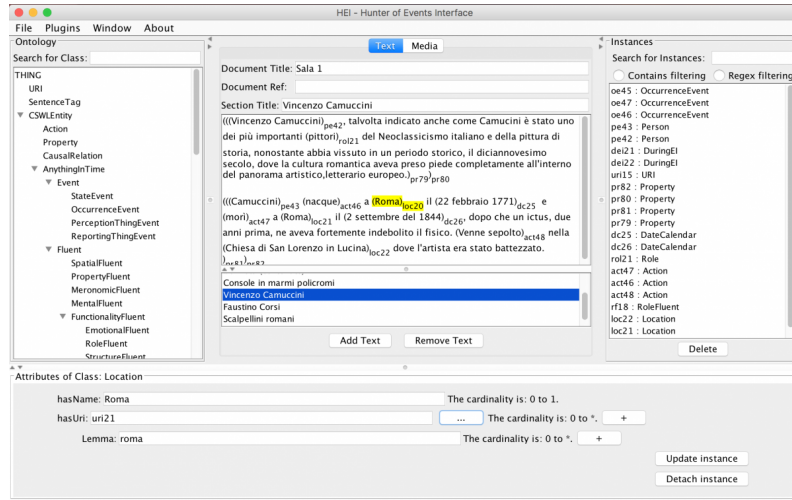 HEI - Hunter of Events Interface
File Plugins Window About
Ontology
Search for Class:
THING
URI
SentenceTag
CSWLEntity
Action
Property
CausalRelation
AnythingInTime
Event
StateEvent
OccurrenceEvent
PerceptionThingEvent
ReportingThingEvent
Fluent
SpatialFluent
PropertyFluent
MeronomicFluent
MentalFluent
FunctionalityFluent
EmotionalFluent
RoleFluent
StructureFluent
Text Media
Document Title: Sala 1
Document Ref:
Section Title: Vincenzo Camuccini
(((Vincenzo Camuccini)pe42, talvolta indicato anche come Camucini è stato uno
dei più importanti (pittori)rol21 del Neoclassicismo italiano e della pittura di
storia, nonostante abbia vissuto in un periodo storico, il diciannovesimo
secolo, dove la cultura romantica aveva preso piede completamente all'interno
del panorama artistico,letterario europeo.)pr79)pr80
(((Camuccini)pe43 (nacque)act46 a (Roma)loc20 il (22 febbraio 1771)dc25 e
(morì)act47 a (Roma)loc21 il (2 settembre del 1844)dc26, dopo che un ictus, due
anni prima, ne aveva fortemente indebolito il fisico. (Venne sepolto)act48 nella
(Chiesa di San Lorenzo in Lucina)loc22 dove l'artista era stato battezzato.
)pr81)pr82
Console in marmi policromi
Vincenzo Camuccini
Faustino Corsi
Scalpellini romani
Add Text Remove Text
Instances
Search for Instances:
Contains filtering Regex filtering
oe45 : OccurrenceEvent
oe47 : OccurrenceEvent
oe46 : OccurrenceEvent
pe43 : Person
pe42 : Person
dei21 : DuringEI
dei22 : DuringEI
uri15 : URI
pr82 : Property
pr80 : Property
pr81 : Property
pr79 : Property
dc25 : DateCalendar
dc26 : DateCalendar
rol21 : Role
act47 : Action
act46 : Action
act48 : Action
rf18 : RoleFluent
loc22 : Location
loc21 : Location
Delete
Attributes of Class: Location
hasName: Roma The cardinality is: 0 to 1.
hasUri: uri21 ... The cardinality is: 0 to *. +
Lemma: roma The cardinality is: 0 to *. +
Update instance
Detach instance